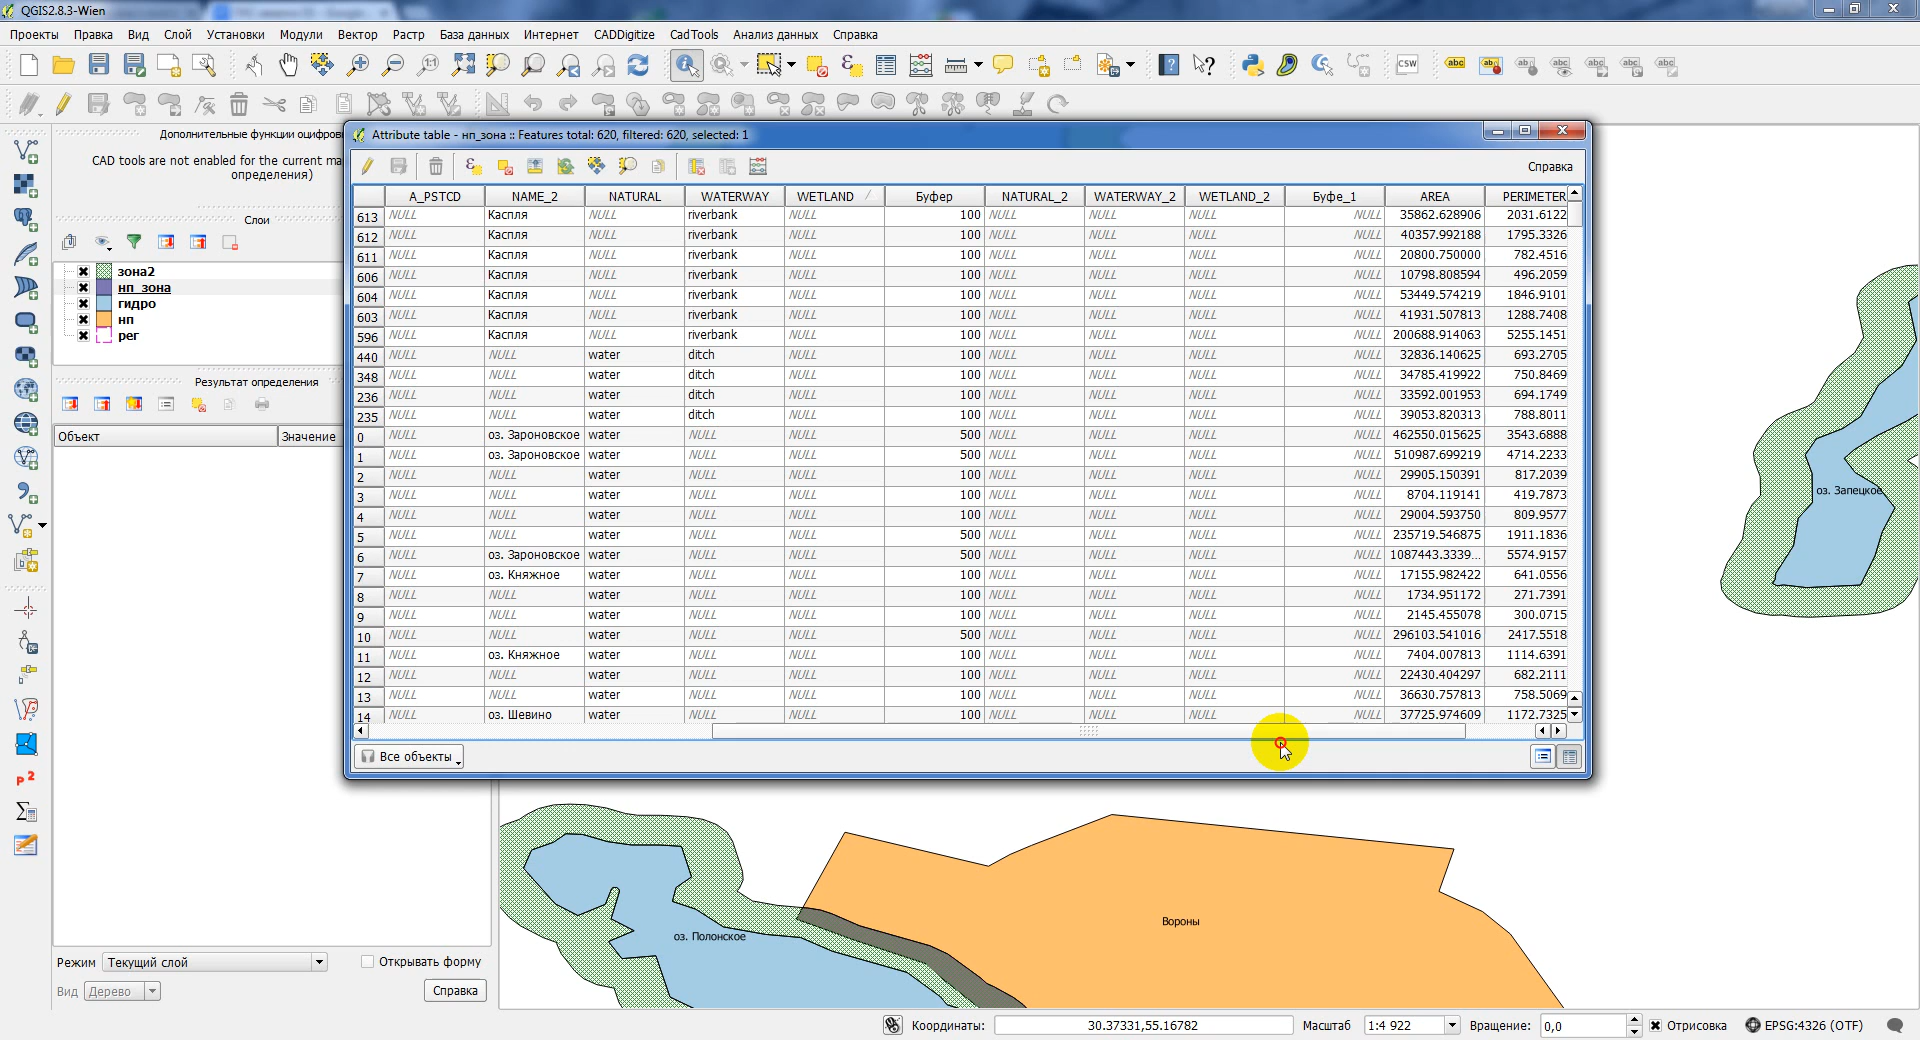 QGIS2.8.3-Wien
Проекты Правка Вид Слой Установки Модули Вектор Растр База данных Интернет CADDigitize CadTools Анализ данных Справка
Дополнительные функции оцифров
CAD tools are not enabled for the current ma
определения)
Слои
зона2
нп_зона
гидро
нп
рег
Результат определения
Объект Значение
Режим Текущий слой Открывать форму
Вид Дерево Справка
Attribute table - нп_зона :: Features total: 620, filtered: 620, selected: 1
Справка
A_PSTCD NAME_2 NATURAL WATERWAY WETLAND Буфер NATURAL_2 WATERWAY_2 WETLAND_2 Буфе_1 AREA PERIMETER
613 NULL Каспля NULL riverbank NULL 100 NULL NULL NULL NULL 35862.628906 2031.6122
612 NULL Каспля NULL riverbank NULL 100 NULL NULL NULL NULL 40357.992188 1795.3326
611 NULL Каспля NULL riverbank NULL 100 NULL NULL NULL NULL 20800.750000 782.4516
606 NULL Каспля NULL riverbank NULL 100 NULL NULL NULL NULL 10798.808594 496.2059
604 NULL Каспля NULL riverbank NULL 100 NULL NULL NULL NULL 53449.574219 1846.9101
603 NULL Каспля NULL riverbank NULL 100 NULL NULL NULL NULL 41931.507813 1288.7408
596 NULL Каспля NULL riverbank NULL 100 NULL NULL NULL NULL 200688.914063 5255.1451
440 NULL NULL water ditch NULL 100 NULL NULL NULL NULL 32836.140625 693.2705
348 NULL NULL water ditch NULL 100 NULL NULL NULL NULL 34785.419922 750.8469
236 NULL NULL water ditch NULL 100 NULL NULL NULL NULL 33592.001953 694.1749
235 NULL NULL water ditch NULL 100 NULL NULL NULL NULL 39053.820313 788.8011
0 NULL оз. Зароновское water NULL NULL 500 NULL NULL NULL NULL 462550.015625 3543.6888
1 NULL оз. Зароновское water NULL NULL 500 NULL NULL NULL NULL 510987.699219 4714.2233
2 NULL NULL water NULL NULL 100 NULL NULL NULL NULL 29905.150391 817.2039
3 NULL NULL water NULL NULL 100 NULL NULL NULL NULL 8704.119141 419.7873
4 NULL NULL water NULL NULL 100 NULL NULL NULL NULL 29004.593750 809.9577
5 NULL NULL water NULL NULL 500 NULL NULL NULL NULL 235719.546875 1911.1836
6 NULL оз. Зароновское water NULL NULL 500 NULL NULL NULL NULL 1087443.3339... 5574.9157
7 NULL оз. Княжное water NULL NULL 100 NULL NULL NULL NULL 17155.982422 641.0556
8 NULL NULL water NULL NULL 100 NULL NULL NULL NULL 1734.951172 271.7391
9 NULL NULL water NULL NULL 100 NULL NULL NULL NULL 2145.455078 300.0715
10 NULL NULL water NULL NULL 500 NULL NULL NULL NULL 296103.541016 2417.5518
11 NULL оз. Княжное water NULL NULL 100 NULL NULL NULL NULL 7404.007813 1114.6391
12 NULL NULL water NULL NULL 100 NULL NULL NULL NULL 22430.404297 682.2111
13 NULL NULL water NULL NULL 100 NULL NULL NULL NULL 36630.757813 758.5069
14 NULL оз. Шевино water NULL NULL 100 NULL NULL NULL NULL 37725.974609 1172.7325
Все объекты
оз. Запецкое
Вороны
оз. Полонское
Координаты: 30.37331,55.16782 Масштаб 1:4 922 Вращение: 0,0 Отрисовка EPSG:4326 (OTF)